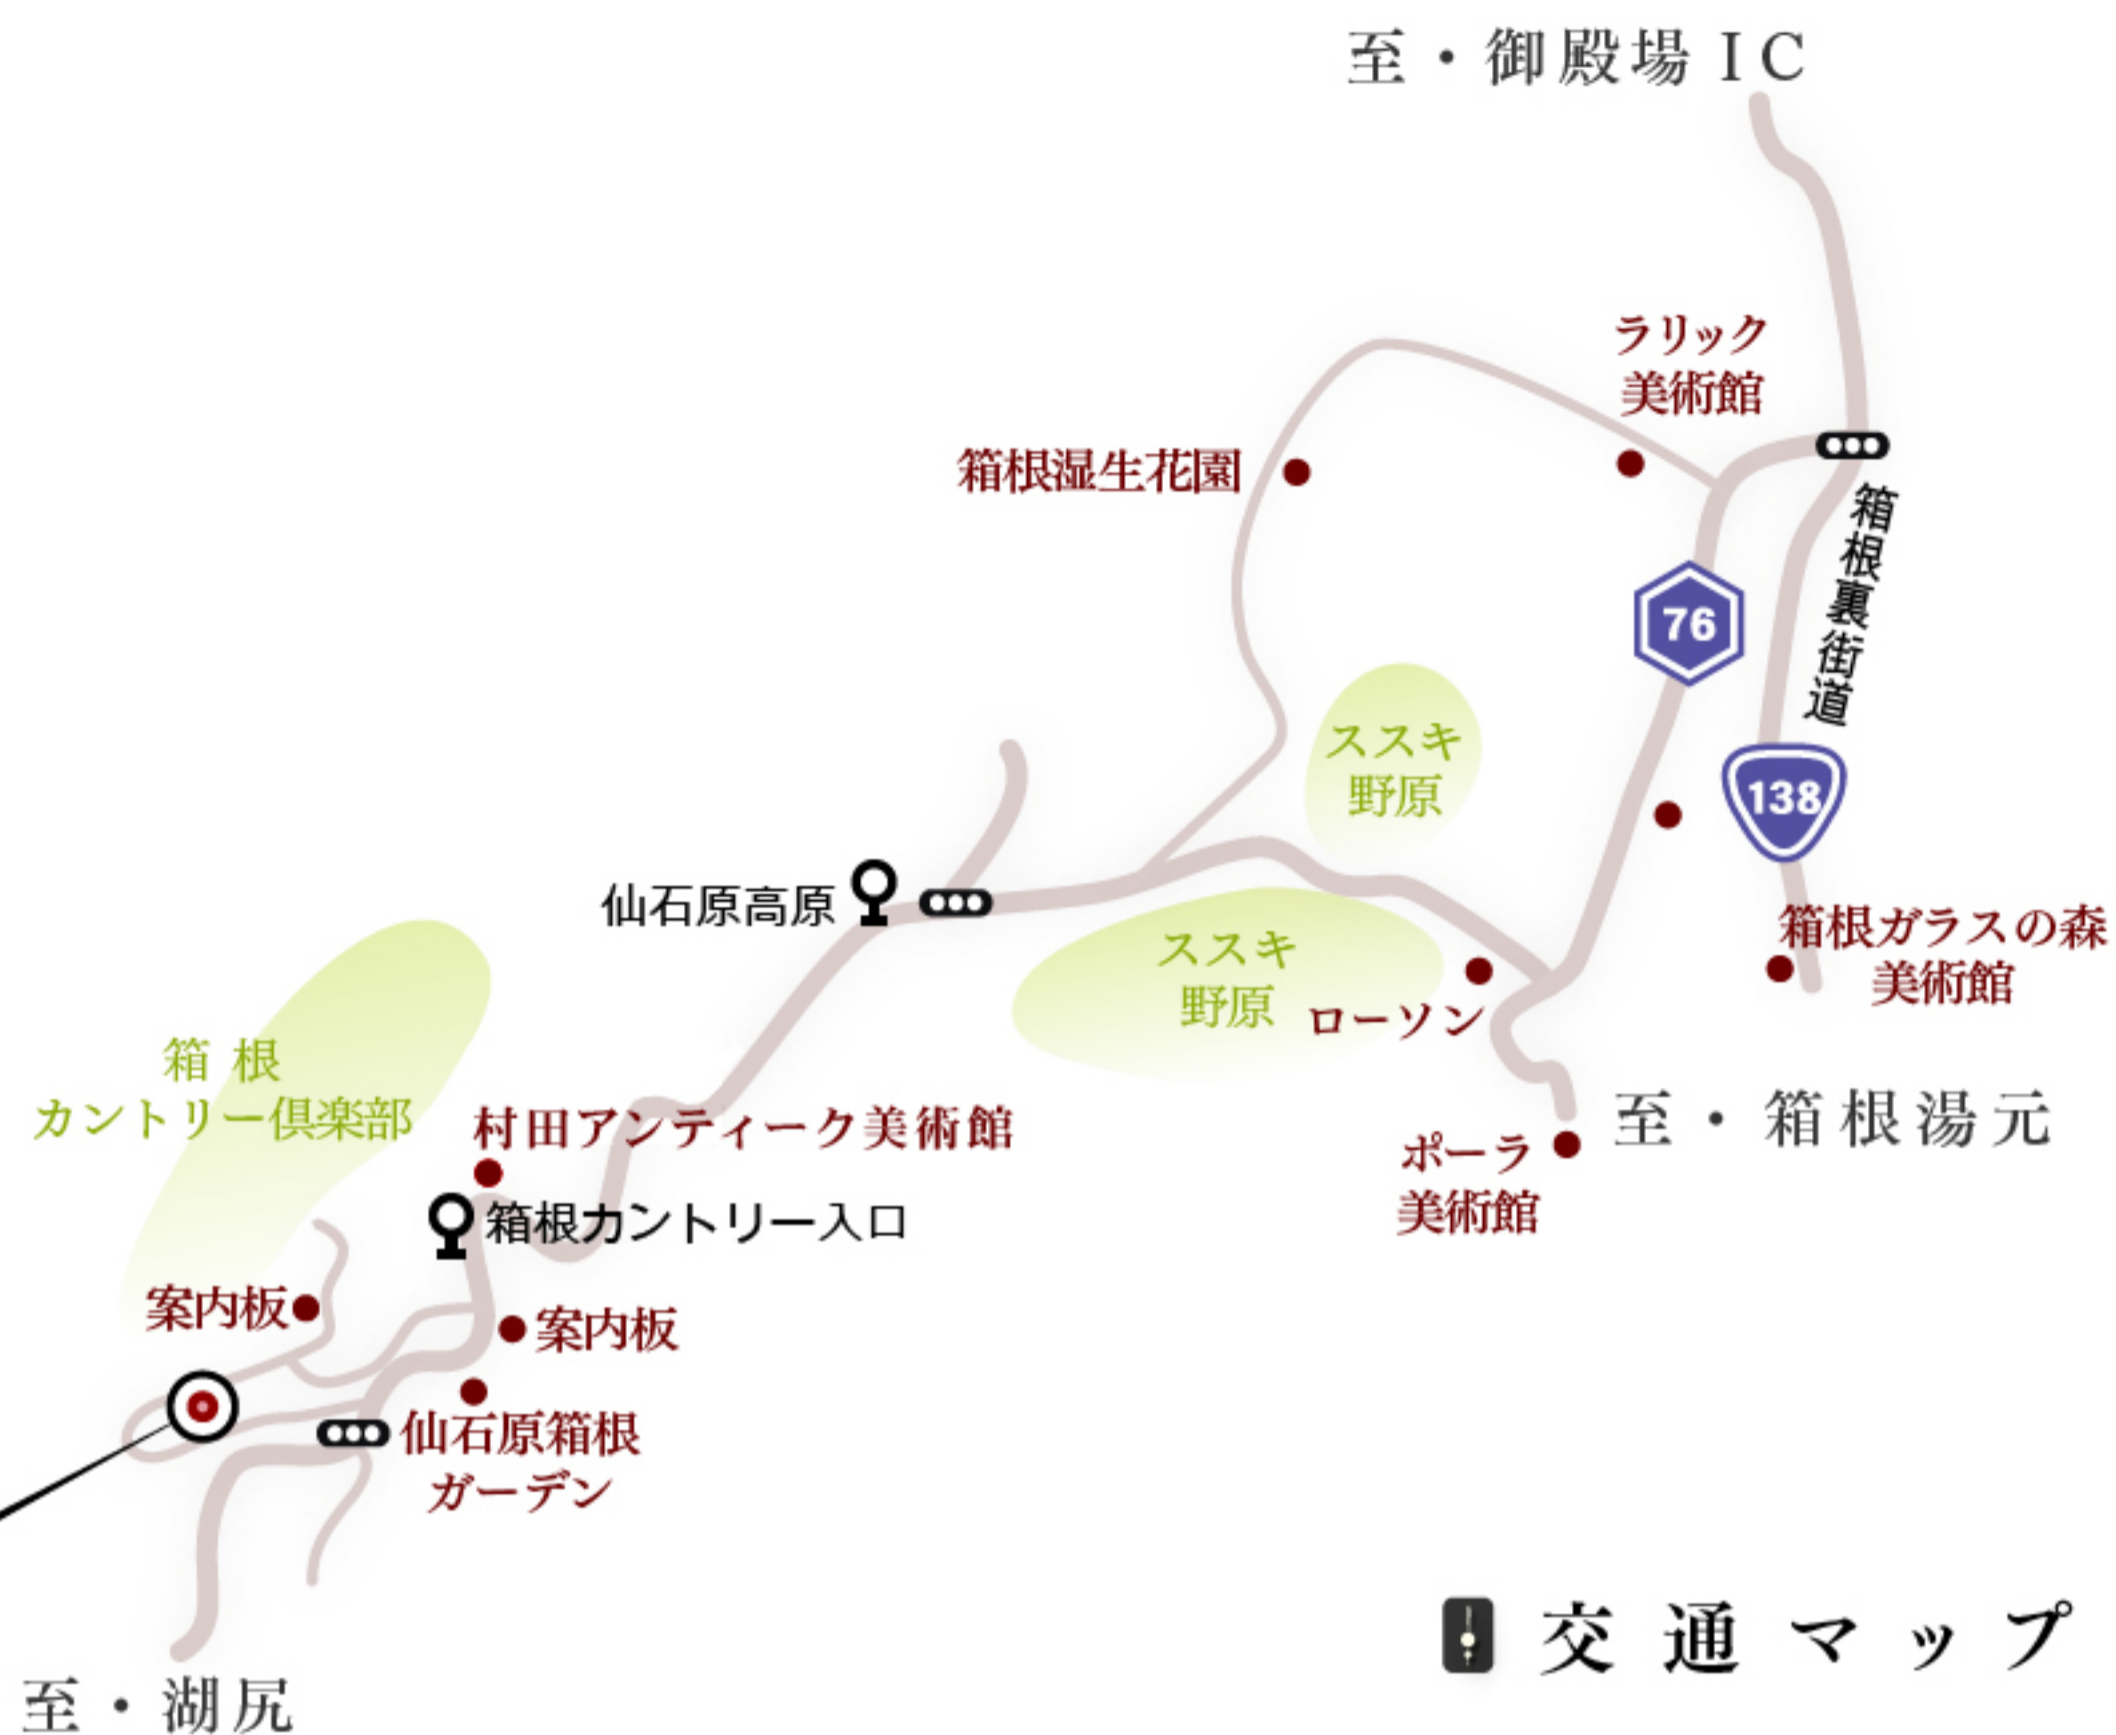 至・御殿場IC
ラリック
美術館
箱根湿生花園
箱根裏街道
76
ススキ
野原
138
仙石原高原
箱根ガラスの森
美術館
ススキ
野原
ローソン
箱根
カントリー倶楽部
村田アンティーク美術館
至・箱根湯元
ポーラ
美術館
箱根カントリー入口
案内板
案内板
仙石原箱根
ガーデン
交通マップ
至・湖尻